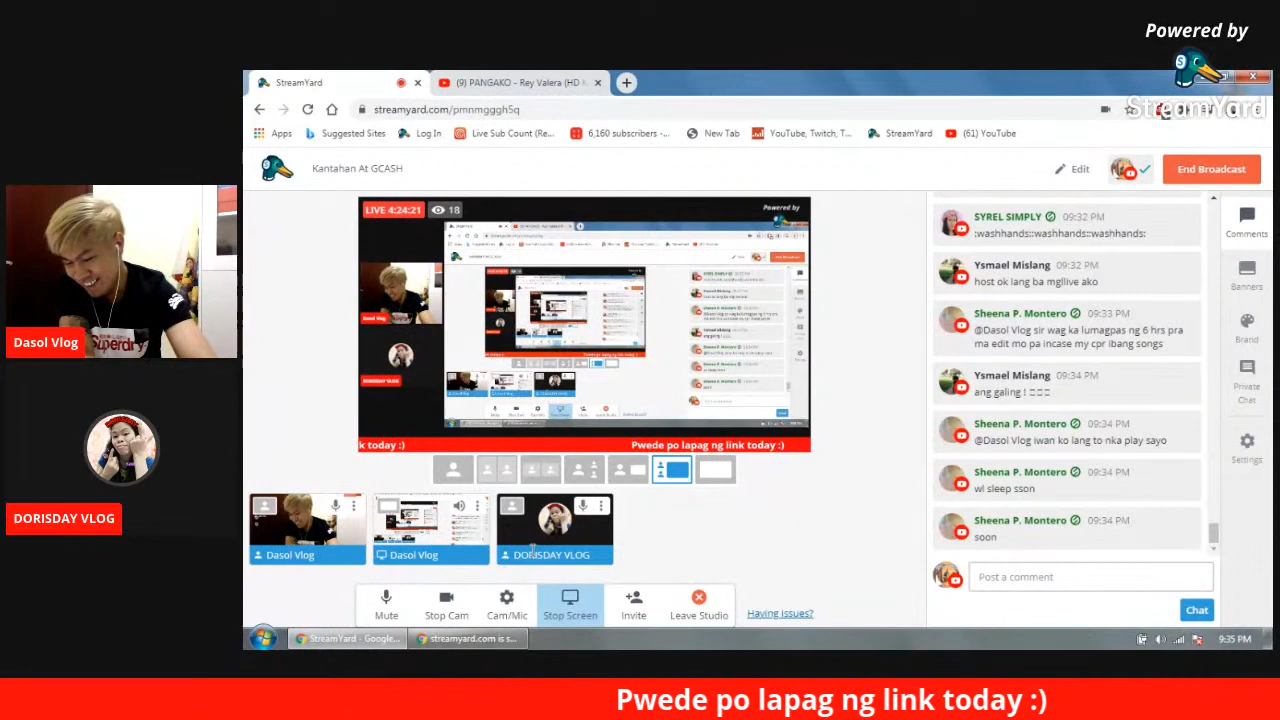 Powered by
StreamYard
StreamYard
(9) PANGAKO - Rey Valera (HD K
streamyard.com/pmnmgggh5q
Apps
Suggested Sites
Log In
Live Sub Count (Re...
6,160 subscribers -...
New Tab
YouTube, Twitch, T...
StreamYard
(61) YouTube
Kantahan At GCASH
Edit
End Broadcast
LIVE 4:24:21
18
Powered by
Dasol Vlog
DORISDAY VLOG
k today :)
Pwede po lapag ng link today :)
Dasol Vlog
Dasol Vlog
DORISDAY VLOG
Mute
Stop Cam
Cam/Mic
Stop Screen
Invite
Leave Studio
Having issues?
SYREL SIMPLY 09:32 PM
:washhands::washhands::washhands:
Ysmael Mislang 09:32 PM
host ok lang ba mglive ako
Sheena P. Montero 09:33 PM
@Dasol Vlog sir wag ka lumagpas ng 6 hrs pra
ma edit mo pa incase my cpr ibang songs
Ysmael Mislang 09:34 PM
ang galing !
Sheena P. Montero 09:34 PM
@Dasol Vlog iwan ko lang to nka play sayo
Sheena P. Montero 09:34 PM
wl sleep sson
Sheena P. Montero 09:34 PM
soon
Post a comment
Chat
Comments
Banners
Brand
Private
Chat
Settings
StreamYard - Google...
streamyard.com is s...
9:35 PM
Superdry
Pwede po lapag ng link today :)